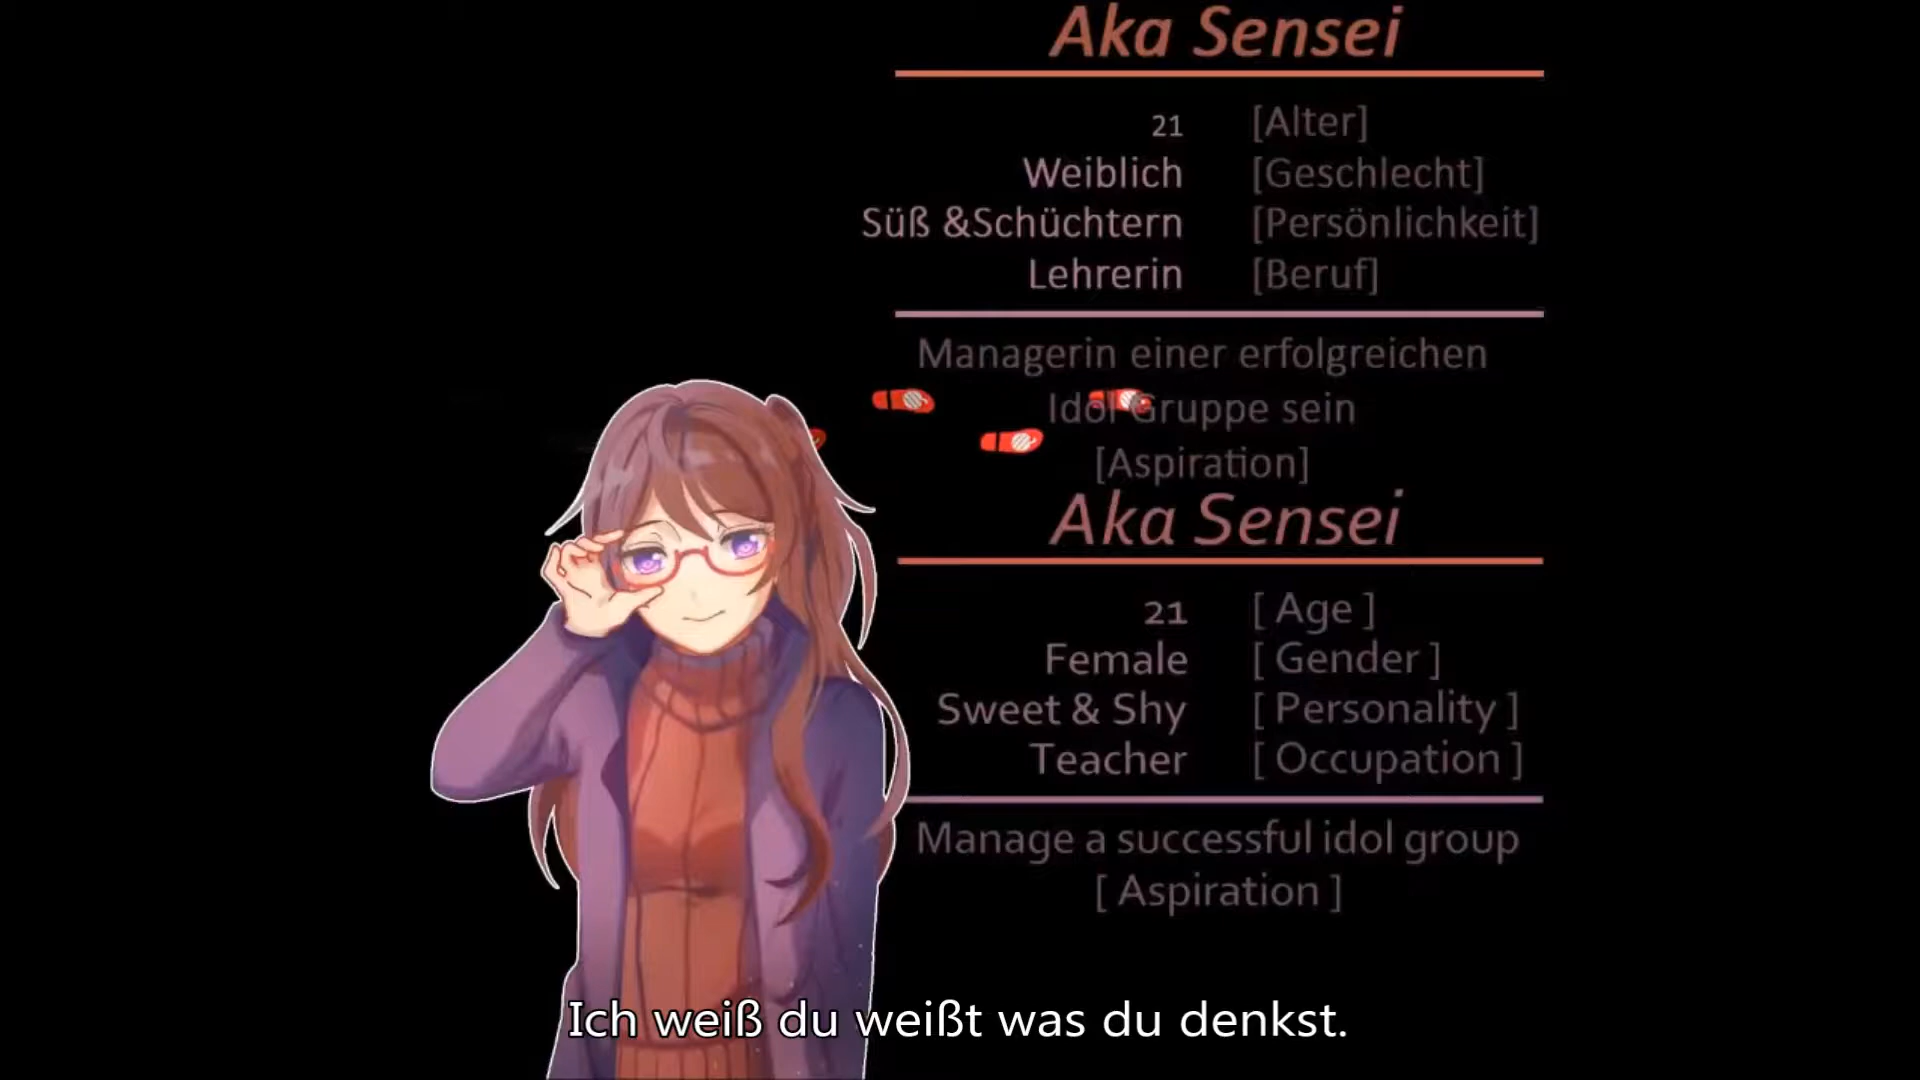 Aka Sensei
21 [Alter]
Weiblich [Geschlecht]
Süß &Schüchtern [Persönlichkeit]
Lehrerin [Beruf]
Managerin einer erfolgreichen
Idol Gruppe sein
[Aspiration]
Aka Sensei
21 [ Age ]
Female [ Gender ]
Sweet & Shy [ Personality ]
Teacher [ Occupation ]
Manage a successful idol group
[ Aspiration ]
Ich weiß du weißt was du denkst.